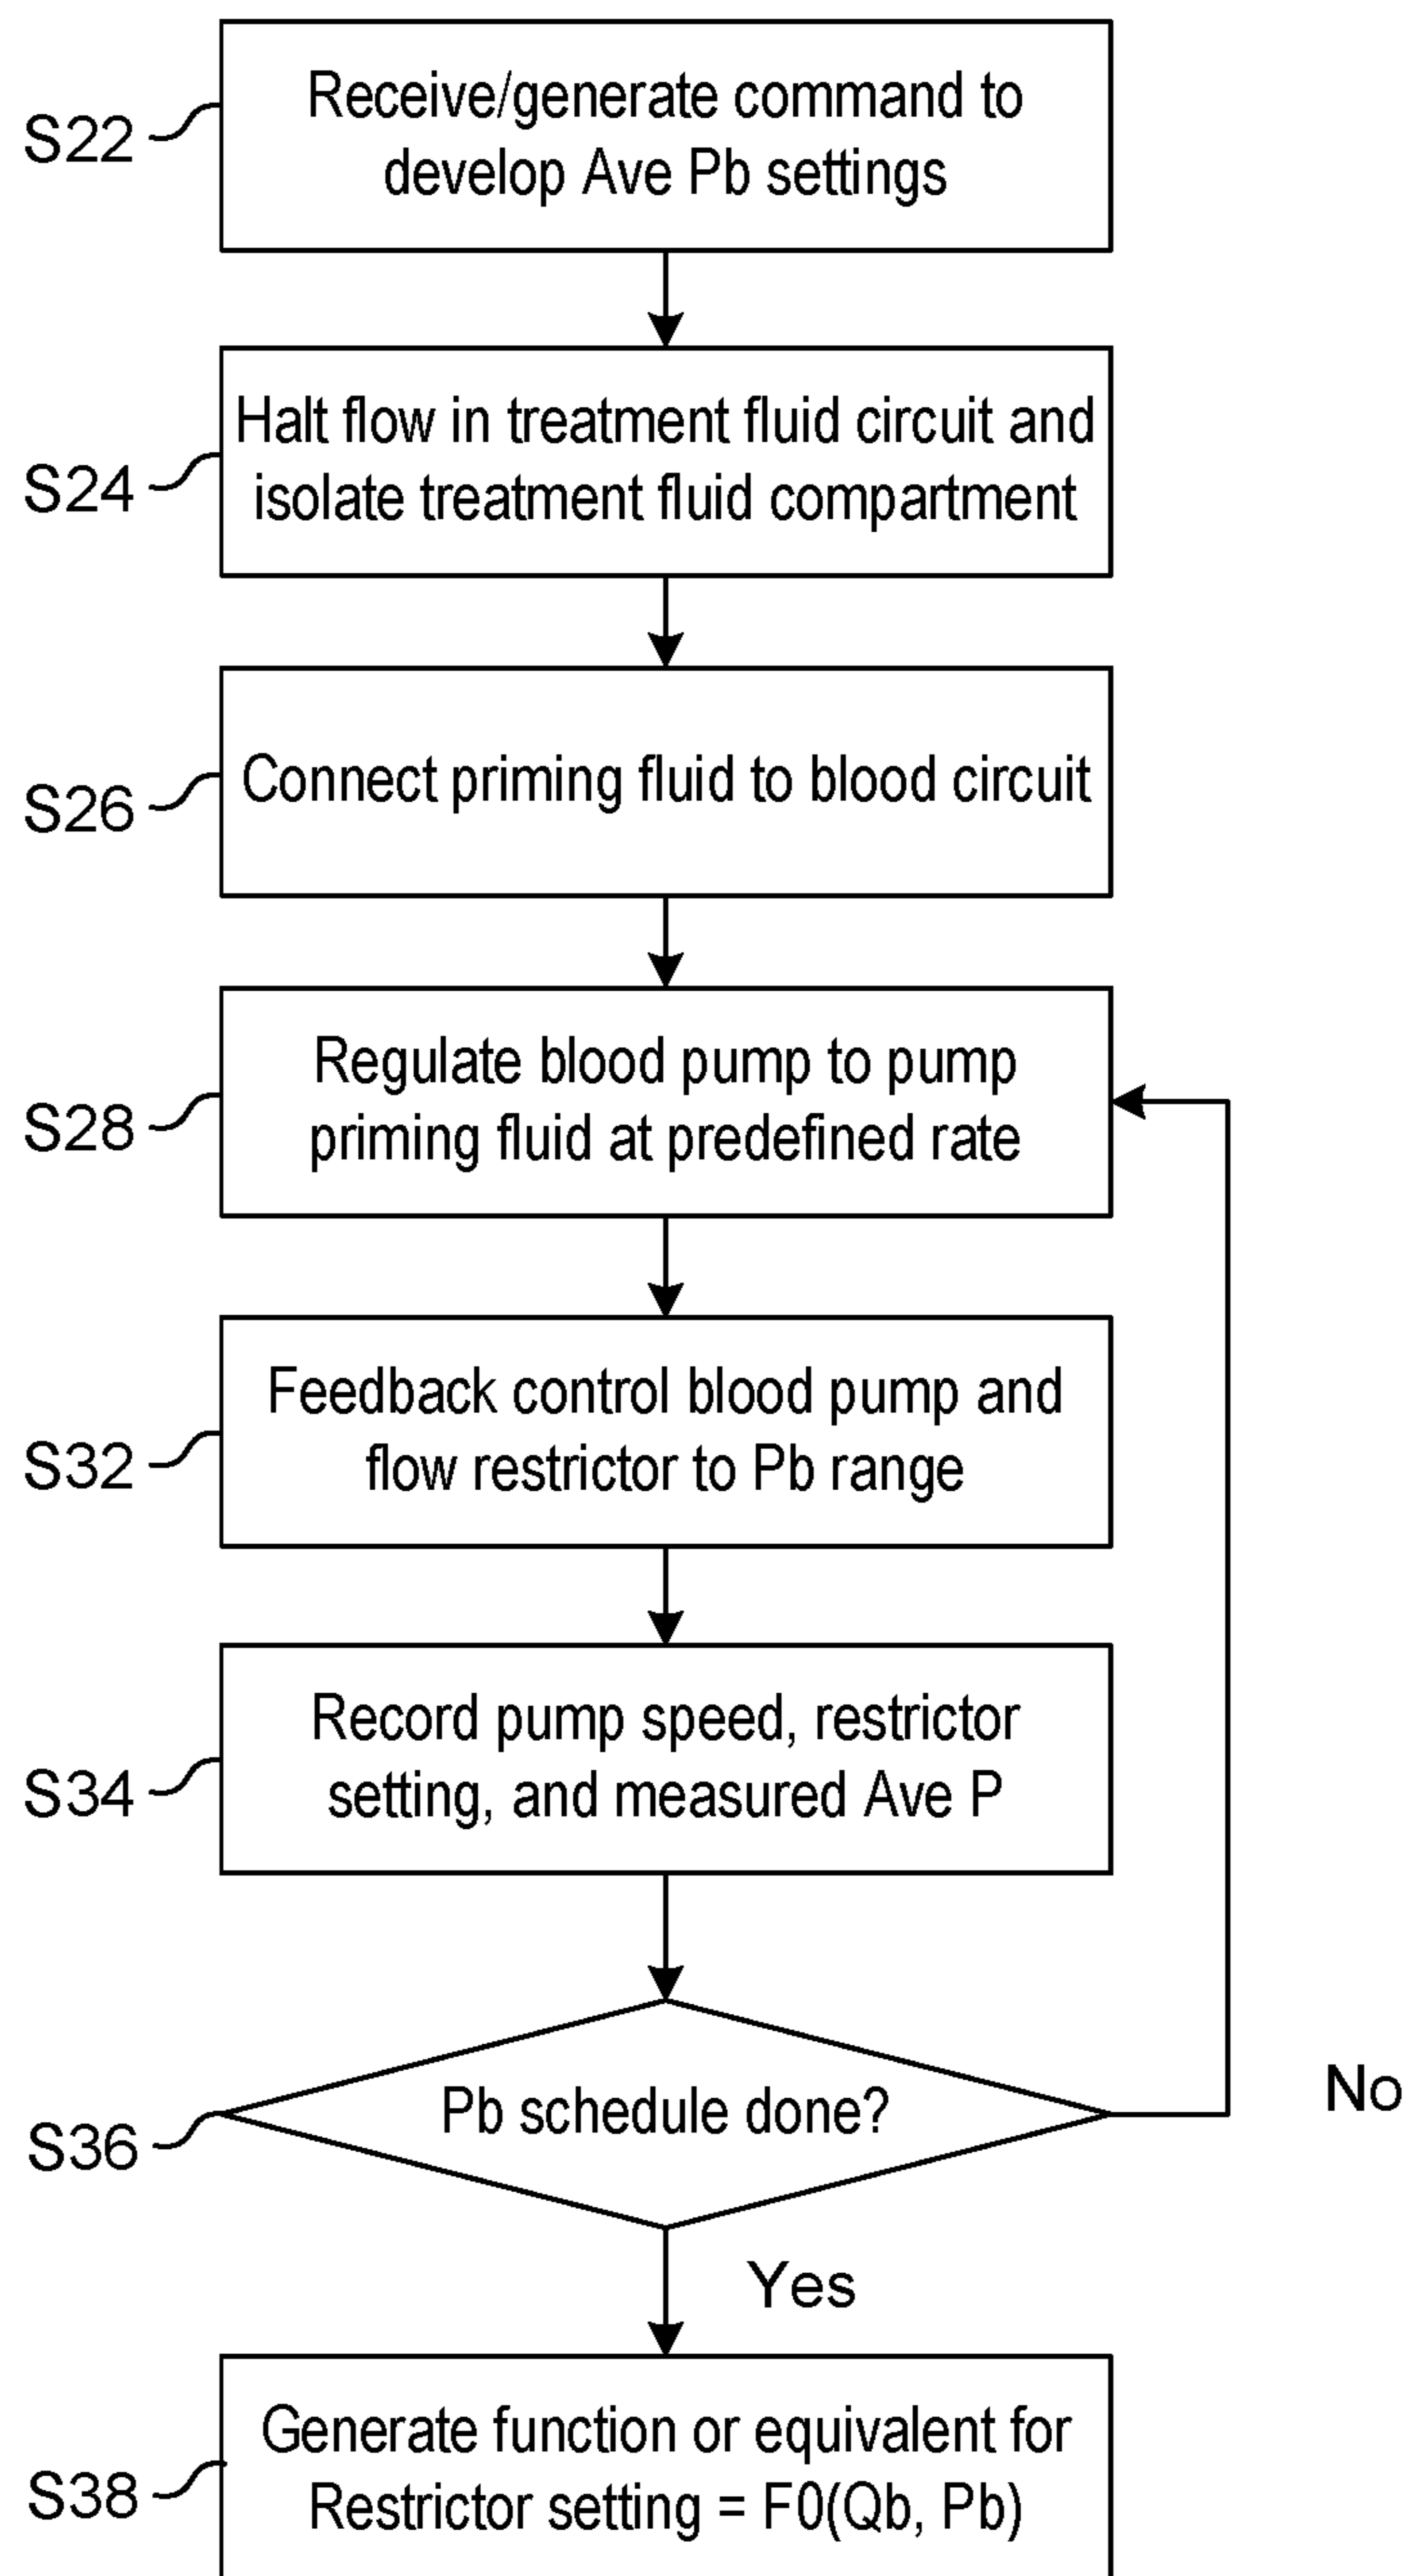 S22
Receive/generate command to
develop Ave Pb settings
S24
Halt flow in treatment fluid circuit and
isolate treatment fluid compartment
S26
Connect priming fluid to blood circuit
S28
Regulate blood pump to pump
priming fluid at predefined rate
S32
Feedback control blood pump and
flow restrictor to Pb range
S34
Record pump speed, restrictor
setting, and measured Ave P
S36
Pb schedule done?
No
Yes
S38
Generate function or equivalent for
Restrictor setting = F0(Qb, Pb)